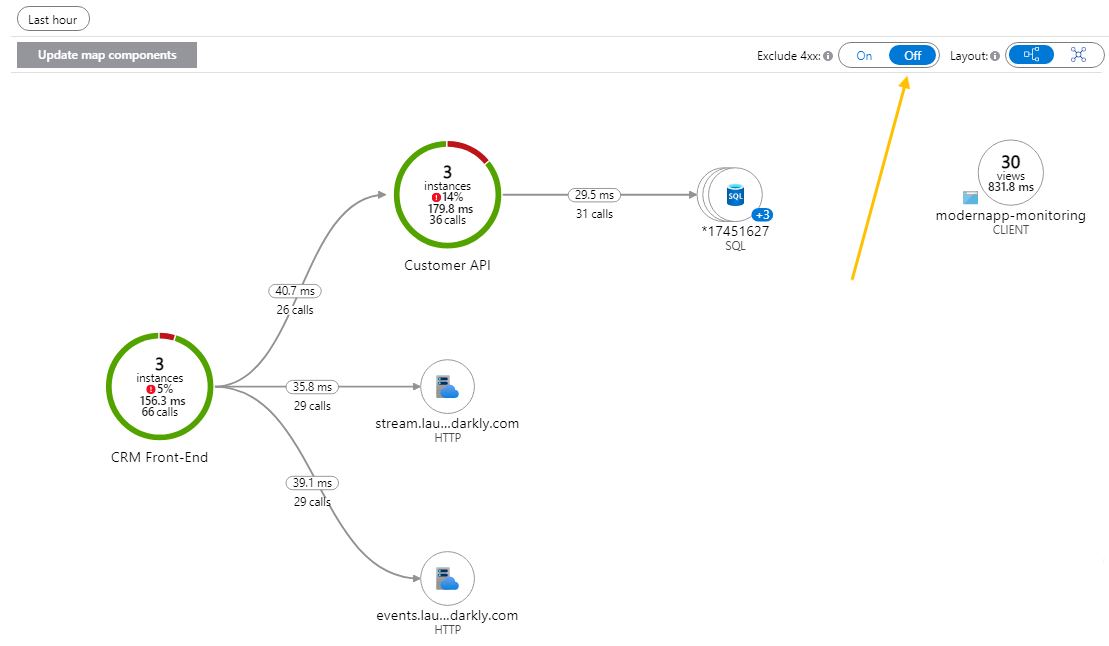 Last hour
Update map components
Exclude 4xx:
On
Off
Layout:
3
instances
14%
179.8 ms
36 calls
Customer API
29.5 ms
31 calls
SQL
+3
*17451627
SQL
30
views
831.8 ms
modernapp-monitoring
CLIENT
40.7 ms
26 calls
3
instances
5%
156.3 ms
66 calls
CRM Front-End
35.8 ms
29 calls
stream.lau...darkly.com
HTTP
39.1 ms
29 calls
events.lau...darkly.com
HTTP